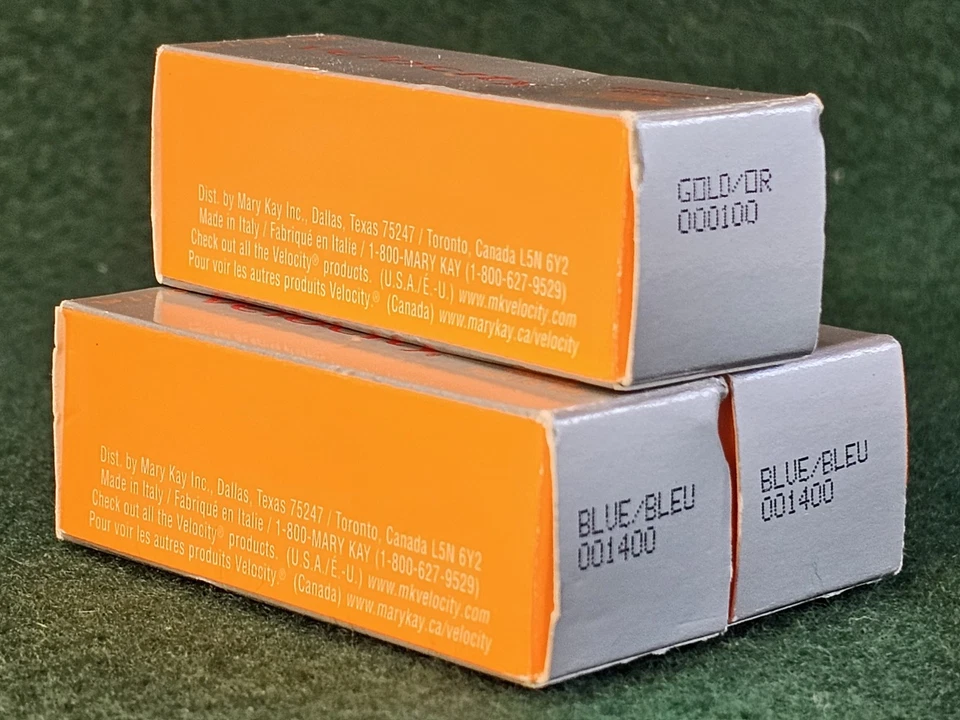 Dist. by Mary Kay Inc., Dallas, Texas 75247 / Toronto, Canada L5N 6Y2
Made in Italy / Fabriqué en Italie / 1-800-MARY KAY (1-800-627-9529)
Check out all the Velocity® products. (U.S.A./É.-U.) www.mkvelocity.com
Pour voir les autres produits Velocity.® (Canada) www.marykay.ca/velocity
GOLD/OR
000100
Dist. by Mary Kay Inc., Dallas, Texas 75247 / Toronto, Canada L5N 6Y2
Made in Italy / Fabriqué en Italie / 1-800-MARY KAY (1-800-627-9529)
Check out all the Velocity® products. (U.S.A./É.-U.) www.mkvelocity.com
Pour voir les autres produits Velocity.® (Canada) www.marykay.ca/velocity
BLUE/BLEU
001400
BLUE/BLEU
001400